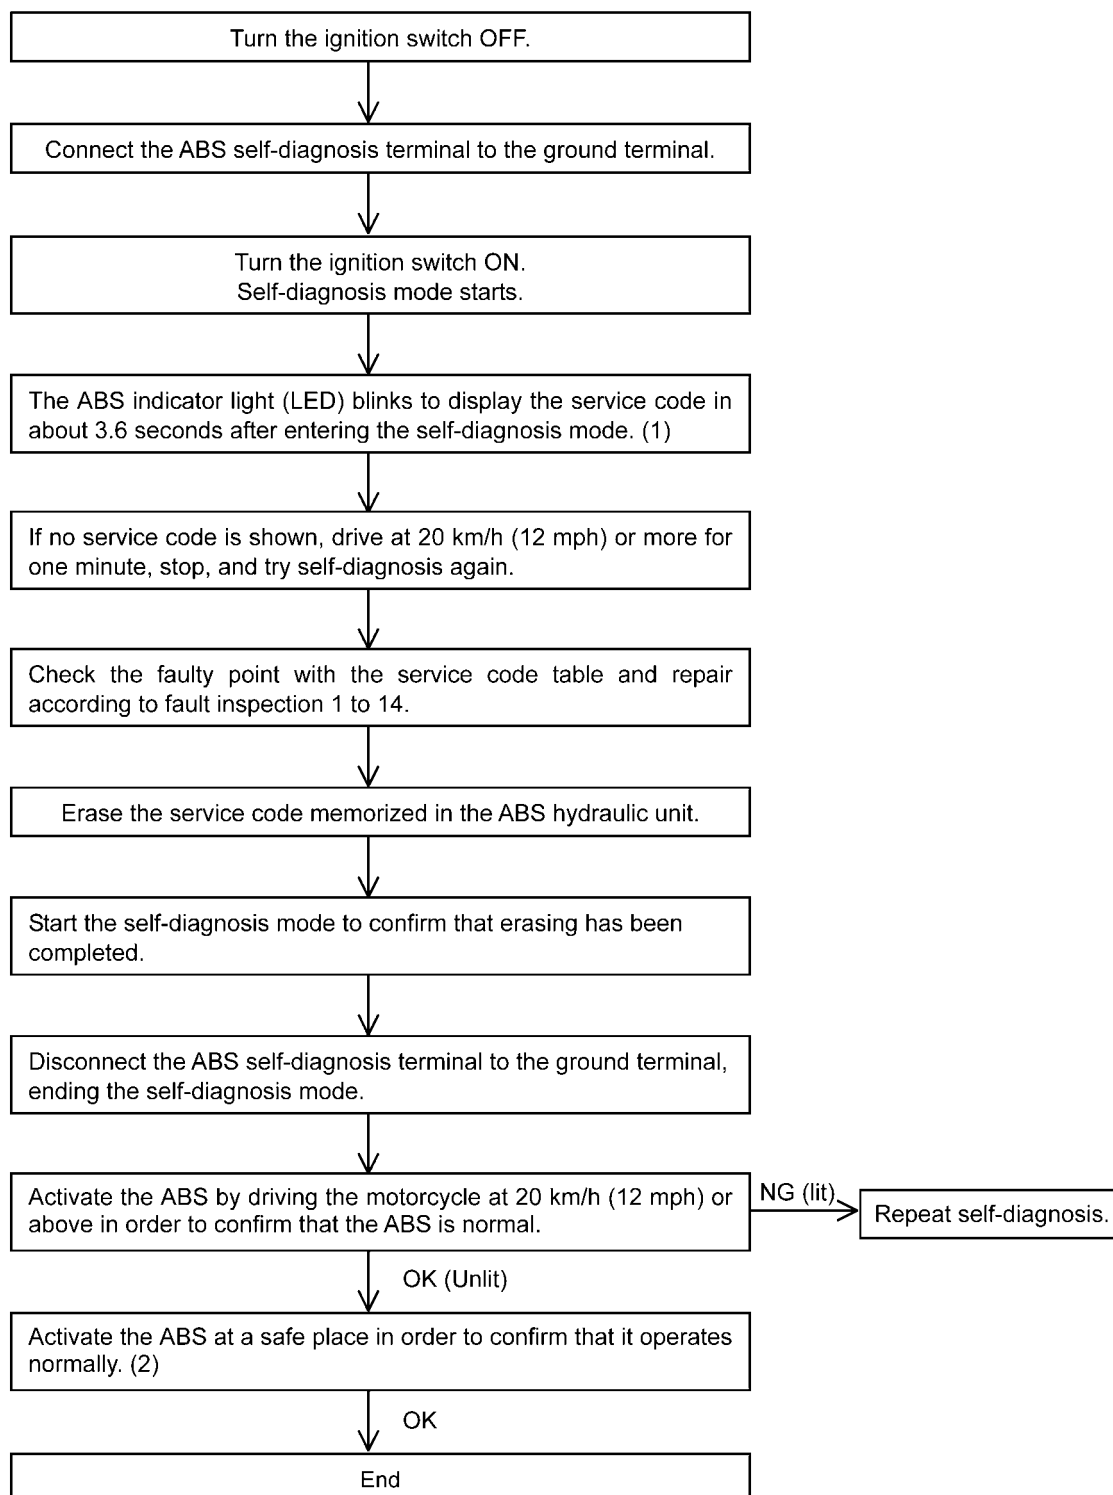 Turn the ignition switch OFF.
Connect the ABS self-diagnosis terminal to the ground terminal.
Turn the ignition switch ON.
Self-diagnosis mode starts.
The ABS indicator light (LED) blinks to display the service code in
about 3.6 seconds after entering the self-diagnosis mode. (1)
If no service code is shown, drive at 20 km/h (12 mph) or more for
one minute, stop, and try self-diagnosis again.
Check the faulty point with the service code table and repair
according to fault inspection 1 to 14.
Erase the service code memorized in the ABS hydraulic unit.
Start the self-diagnosis mode to confirm that erasing has been
completed.
Disconnect the ABS self-diagnosis terminal to the ground terminal,
ending the self-diagnosis mode.
Activate the ABS by driving the motorcycle at 20 km/h (12 mph) or
above in order to confirm that the ABS is normal.
NG (lit)
Repeat self-diagnosis.
OK (Unlit)
Activate the ABS at a safe place in order to confirm that it operates
normally. (2)
OK
End